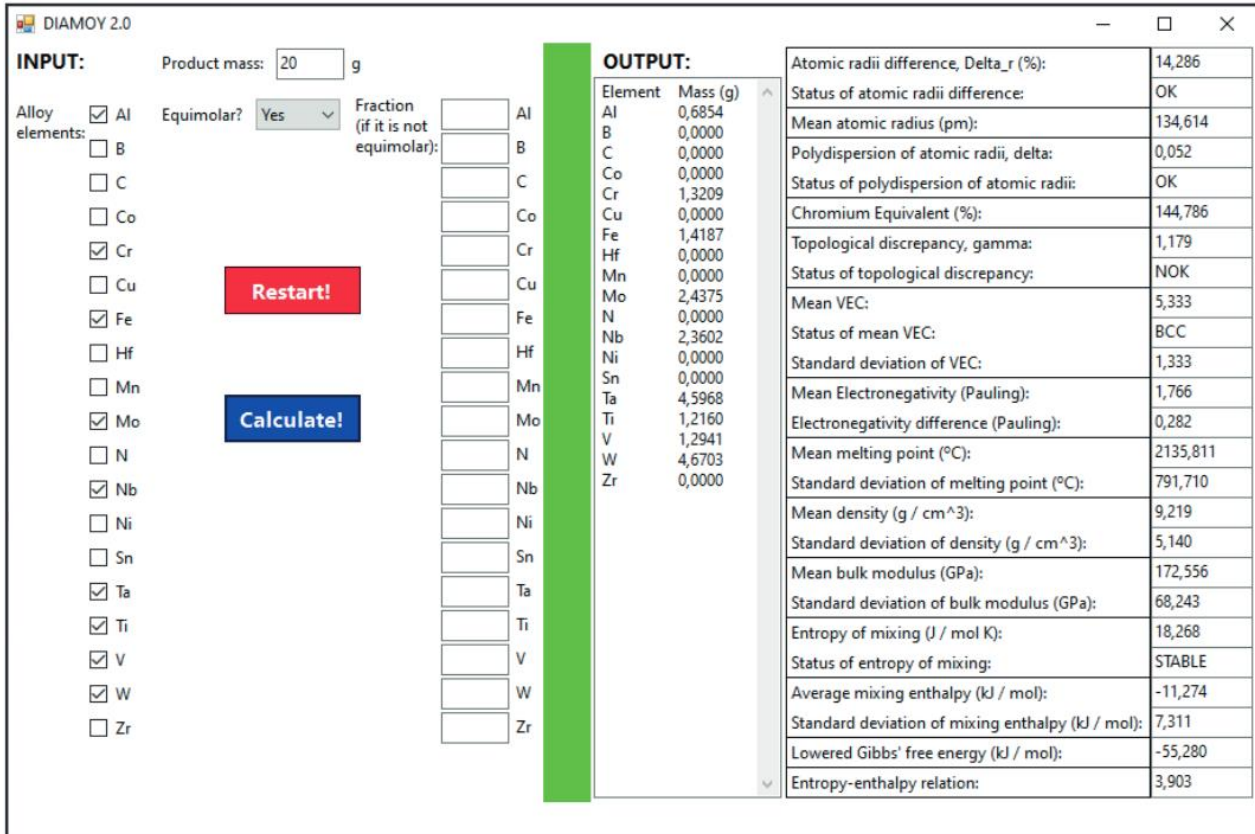 DIAMOY 2.0
INPUT:
Product mass: 20 g
Alloy
elements:
Al
B
C
Co
Cr
Cu
Fe
Hf
Mn
Mo
N
Nb
Ni
Sn
Ta
Ti
V
W
Zr
Equimolar? Yes
Restart!
Calculate!
Fraction
(if it is not
equimolar):
Al
B
C
Co
Cr
Cu
Fe
Hf
Mn
Mo
N
Nb
Ni
Sn
Ta
Ti
V
W
Zr
OUTPUT:
Element Mass (g)
Al 0,6854
B 0,0000
C 0,0000
Co 0,0000
Cr 1,3209
Cu 0,0000
Fe 1,4187
Hf 0,0000
Mn 0,0000
Mo 2,4375
N 0,0000
Nb 2,3602
Ni 0,0000
Sn 0,0000
Ta 4,5968
Ti 1,2160
V 1,2941
W 4,6703
Zr 0,0000
Atomic radii difference, Delta_r (%): 14,286
Status of atomic radii difference: OK
Mean atomic radius (pm): 134,614
Polydispersion of atomic radii, delta: 0,052
Status of polydispersion of atomic radii: OK
Chromium Equivalent (%): 144,786
Topological discrepancy, gamma: 1,179
Status of topological discrepancy: NOK
Mean VEC: 5,333
Status of mean VEC: BCC
Standard deviation of VEC: 1,333
Mean Electronegativity (Pauling): 1,766
Electronegativity difference (Pauling): 0,282
Mean melting point (ºC): 2135,811
Standard deviation of melting point (ºC): 791,710
Mean density (g / cm^3): 9,219
Standard deviation of density (g / cm^3): 5,140
Mean bulk modulus (GPa): 172,556
Standard deviation of bulk modulus (GPa): 68,243
Entropy of mixing (J / mol K): 18,268
Status of entropy of mixing: STABLE
Average mixing enthalpy (kJ / mol): -11,274
Standard deviation of mixing enthalpy (kJ / mol): 7,311
Lowered Gibbs' free energy (kJ / mol): -55,280
Entropy-enthalpy relation: 3,903